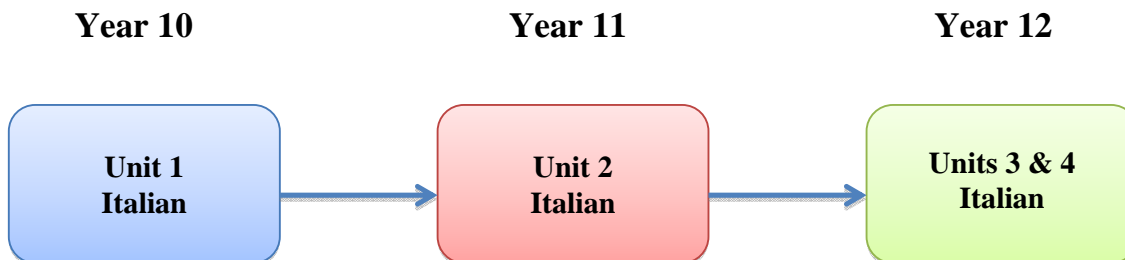 Year 10
Year 11
Year 12
Unit 1
Italian
Unit 2
Italian
Units 3 & 4
Italian